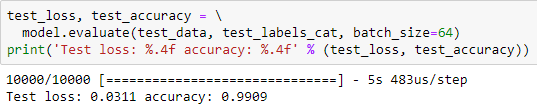 test_loss, test_accuracy = \
  model.evaluate(test_data, test_labels_cat, batch_size=64)
print('Test loss: %.4f accuracy: %.4f' % (test_loss, test_accuracy))
10000/10000 [==============================] - 5s 483us/step
Test loss: 0.0311 accuracy: 0.9909